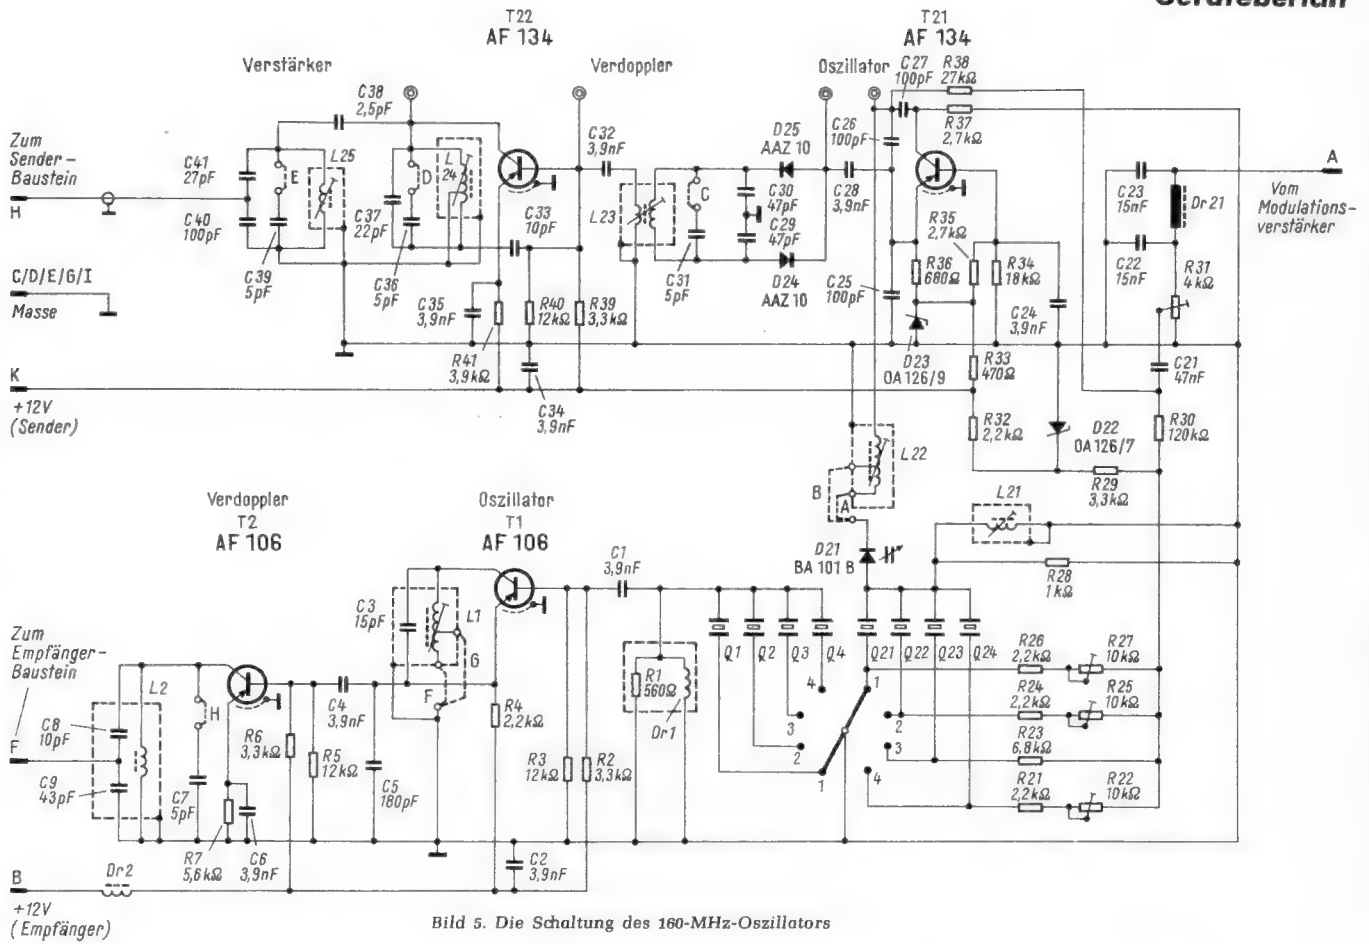 Geräteberich
T22
AF 134
T21
AF 134
Verstärker
Verdoppler
Oszillator
C38
2,5pF
C27
100pF
R38
27kΩ
R37
2,7kΩ
Zum
Sender-
Baustein
H
C41
27pF
E
L25
C40
100pF
C39
5pF
C37
22pF
D
L
24
C36
5pF
C33
10pF
C32
3,9nF
L23
C
C31
5pF
D25
AAZ 10
C30
47pF
C29
47pF
D24
AAZ 10
C26
100pF
C28
3,9nF
C25
100pF
R35
2,7kΩ
R36
680Ω
R34
18kΩ
C24
3,9nF
C23
15nF
C22
15nF
Dr21
R31
4kΩ
A
Vom
Modulations-
verstärker
C/D/E/G/I
Masse
C35
3,9nF
R41
3,9kΩ
R40
12kΩ
R39
3,3kΩ
C34
3,9nF
D23
OA126/9
R33
470Ω
C21
47nF
K
+12V
(Sender)
R32
2,2kΩ
D22
OA126/7
R30
120kΩ
R29
3,3kΩ
L22
B
A
L21
D21
BA 101 B
R28
1kΩ
Verdoppler
T2
AF 106
Oszillator
T1
AF 106
C1
3,9nF
C3
15pF
L1
G
F
Zum
Empfänger-
Baustein
F
L2
C8
10pF
C9
43pF
H
C7
5pF
R7
5,6kΩ
C6
3,9nF
R6
3,3kΩ
R5
12kΩ
C4
3,9nF
C5
180pF
R4
2,2kΩ
R3
12kΩ
R2
3,3kΩ
C2
3,9nF
R1
560Ω
Dr1
Q1
Q2
Q3
Q4
Q21
Q22
Q23
Q24
4
3
2
1
1
2
3
4
R26
2,2kΩ
R27
10kΩ
R24
2,2kΩ
R25
10kΩ
R23
6,8kΩ
R21
2,2kΩ
R22
10kΩ
B
Dr2
+12V
(Empfänger)
Bild 5. Die Schaltung des 160-MHz-Oszillators